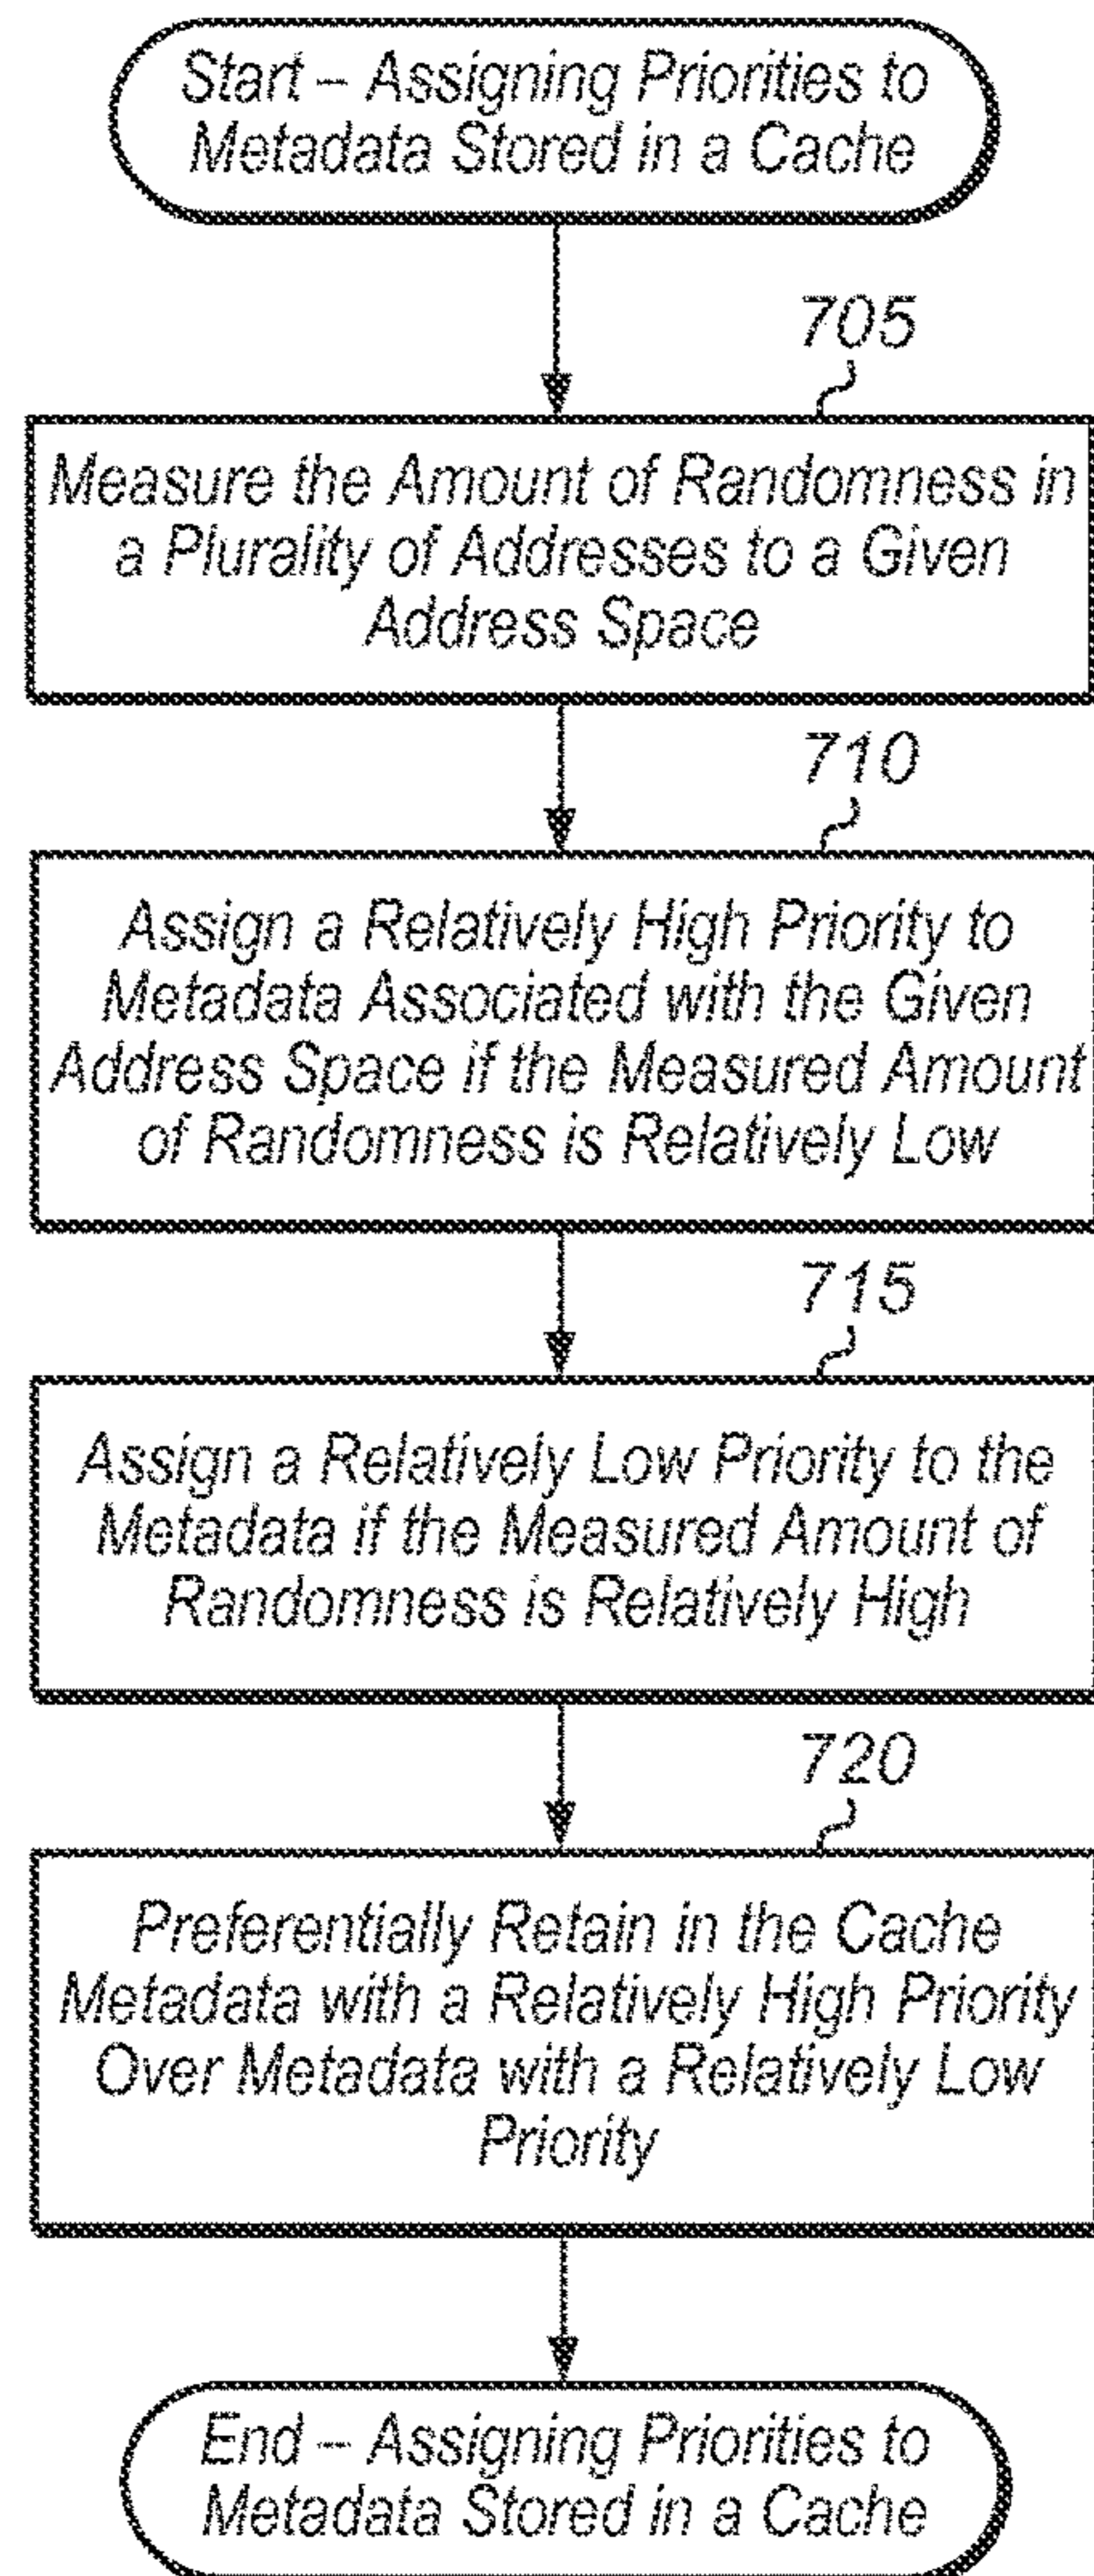 Start – Assigning Priorities to
Metadata Stored in a Cache
705
Measure the Amount of Randomness in
a Plurality of Addresses to a Given
Address Space
710
Assign a Relatively High Priority to
Metadata Associated with the Given
Address Space if the Measured Amount
of Randomness is Relatively Low
715
Assign a Relatively Low Priority to the
Metadata if the Measured Amount of
Randomness is Relatively High
720
Preferentially Retain in the Cache
Metadata with a Relatively High Priority
Over Metadata with a Relatively Low
Priority
End – Assigning Priorities to
Metadata Stored in a Cache